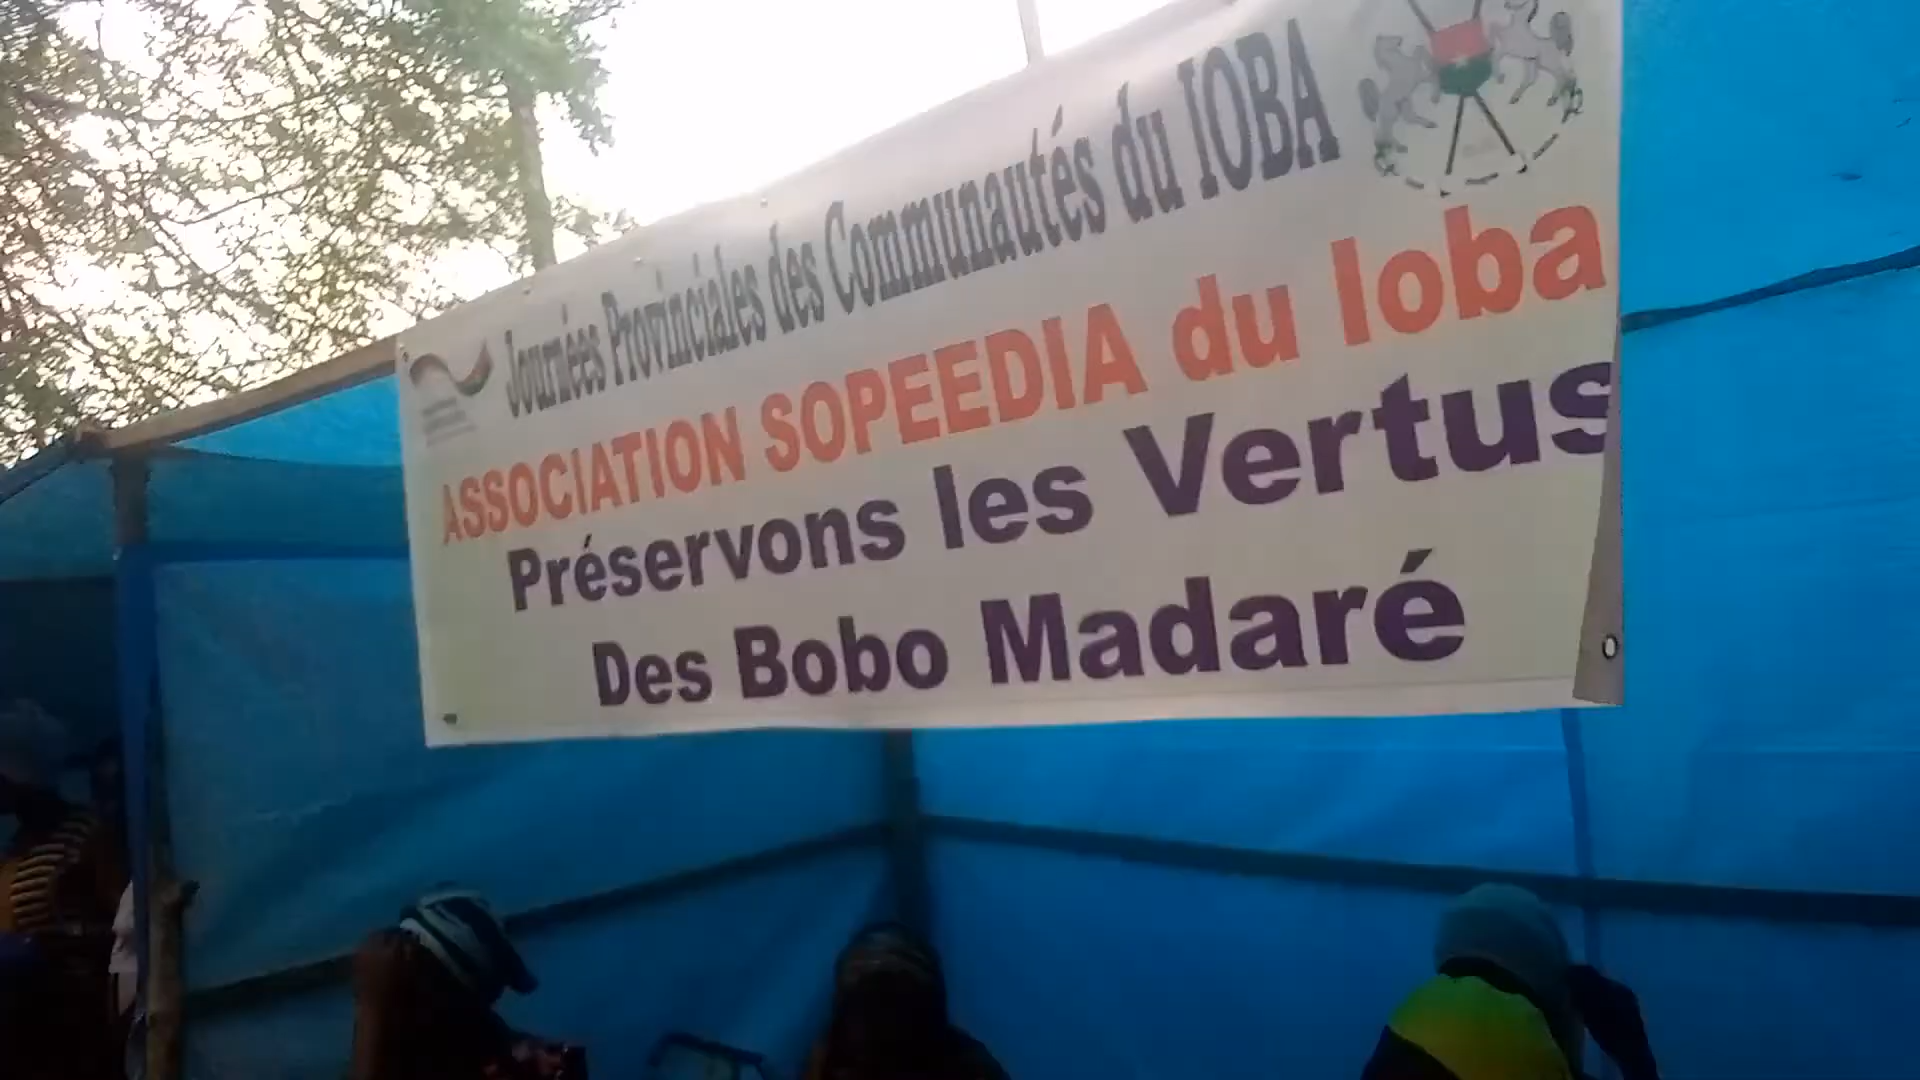 Journées Provinciales des Communautés du IOBA
ASSOCIATION SOPEEDIA du Ioba
Préservons les Vertus
Des Bobo Madaré